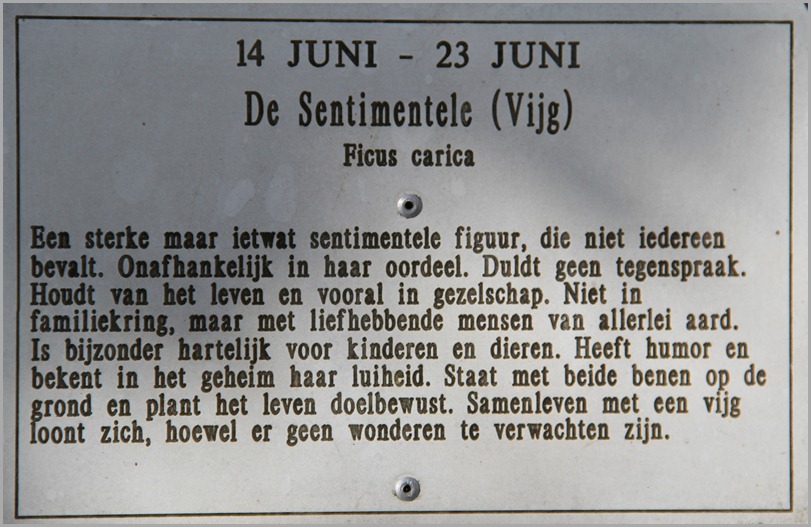 14 JUNI - 23 JUNI
De Sentimentele (Vijg)
Ficus carica
Een sterke maar ietwat sentimentele figuur, die niet iedereen
bevalt. Onafhankelijk in haar oordeel. Duldt geen tegenspraak.
Houdt van het leven en vooral in gezelschap. Niet in
familiekring, maar met liefhebbende mensen van allerlei aard.
Is bijzonder hartelijk voor kinderen en dieren. Heeft humor en
bekent in het geheim haar luiheid. Staat met beide benen op de
grond en plant het leven doelbewust. Samenleven met een vijg
loont zich, hoewel er geen wonderen te verwachten zijn.